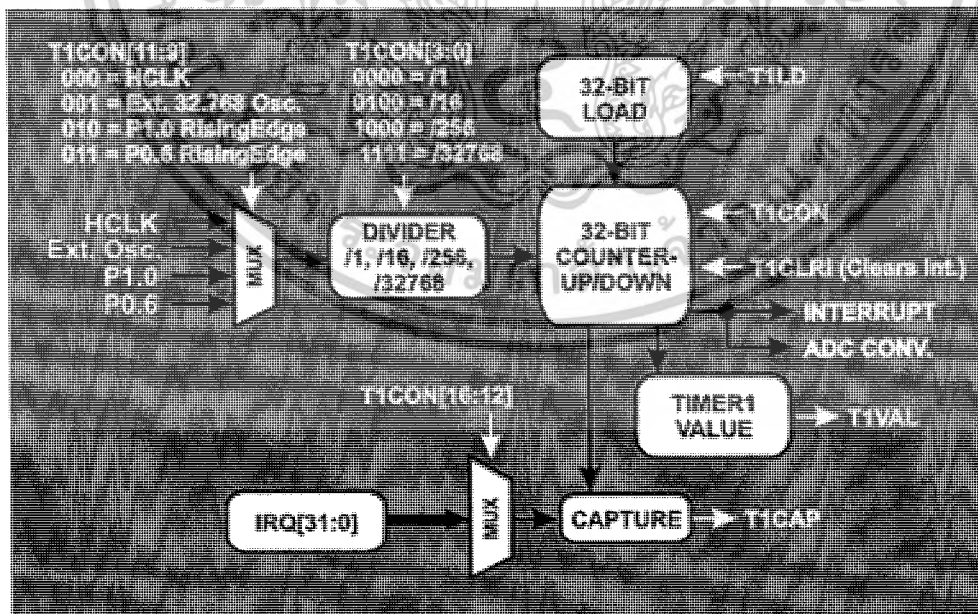 T1CON[11:9]
000 = HCLK
001 = Ext. 32.768 Osc.
010 = P1.0 RisingEdge
011 = P0.6 RisingEdge
T1CON[3:0]
0000 = /1
0100 = /16
1000 = /256
1111 = /32768
32-BIT
LOAD
T1LD
HCLK
Ext. Osc.
P1.0
P0.6
MUX
DIVIDER
/1, /16, /256,
/32768
32-BIT
COUNTER-
UP/DOWN
T1CON
T1CLRI (Clears Int.)
INTERRUPT
ADC CONV.
TIMER1
VALUE
T1VAL
T1CON[16:12]
IRQ[31:0]
MUX
CAPTURE
T1CAP